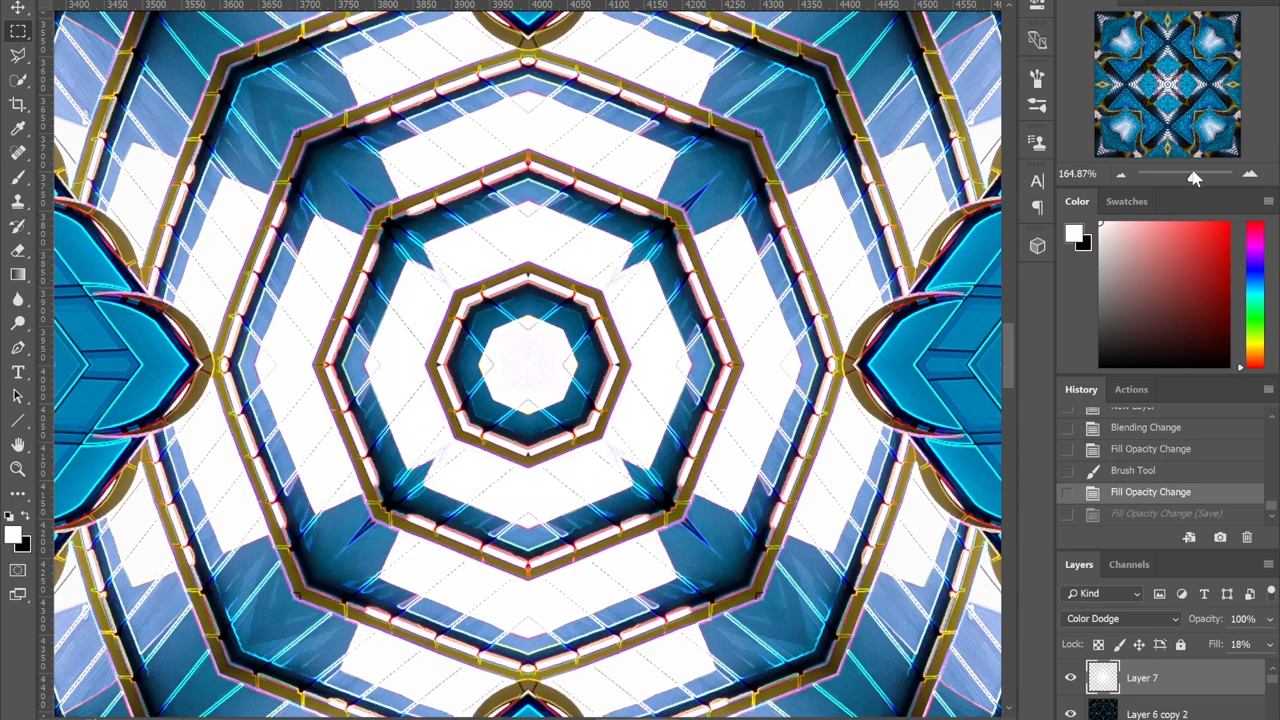 3400 3450 3500 3550 3600 3650 3700 3750 3800 3850 3900 3950 4000 4050 4100 4150 4200 4250 4300 4350 4400 4450 4500 4550
164.87%
Color Swatches
History Actions
New Layer
Blending Change
Fill Opacity Change
Brush Tool
Fill Opacity Change
Fill Opacity Change (Save)
Layers Channels
Kind
Color Dodge Opacity: 100%
Lock: Fill: 18%
Layer 7
Layer 6 copy 2